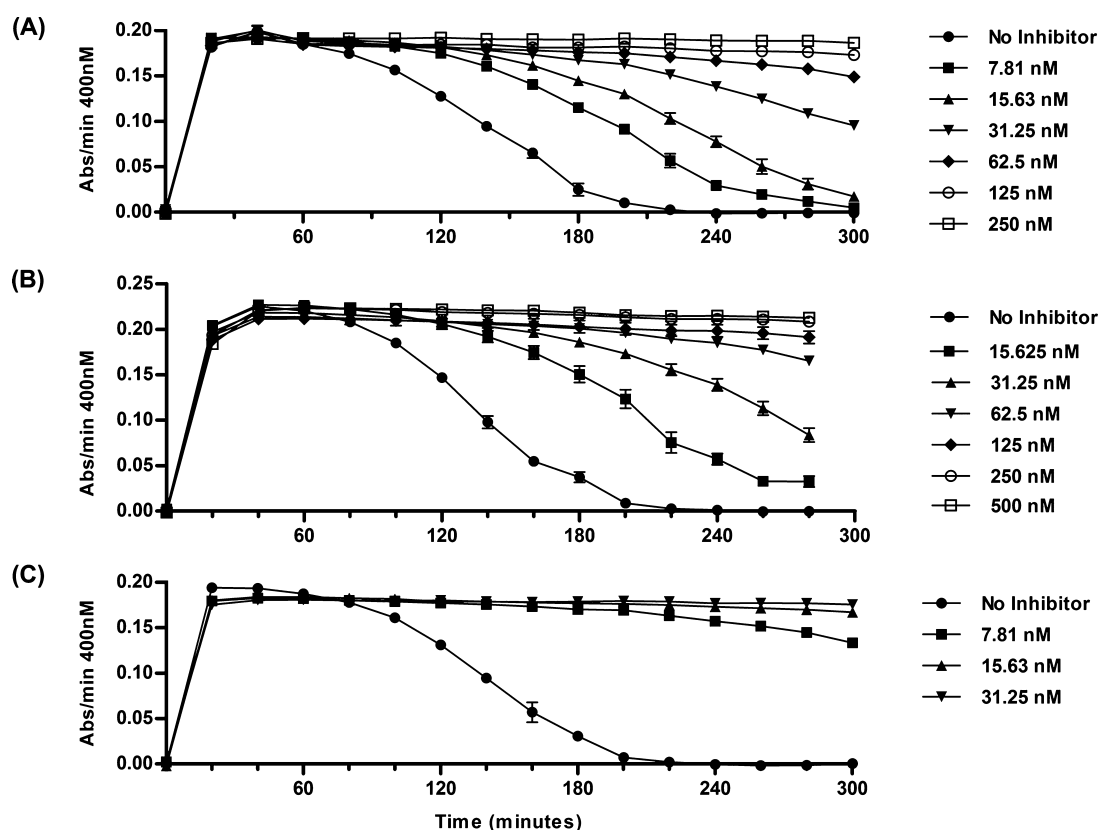 (A)
0.20
0.15
0.10
0.05
0.00
Abs/min 400nM
60
120
180
240
300
No Inhibitor
7.81 nM
15.63 nM
31.25 nM
62.5 nM
125 nM
250 nM
(B)
0.25
0.20
0.15
0.10
0.05
0.00
Abs/min 400nM
60
120
180
240
300
No Inhibitor
15.625 nM
31.25 nM
62.5 nM
125 nM
250 nM
500 nM
(C)
0.20
0.15
0.10
0.05
0.00
Abs/min 400nM
60
120
180
240
300
Time (minutes)
No Inhibitor
7.81 nM
15.63 nM
31.25 nM